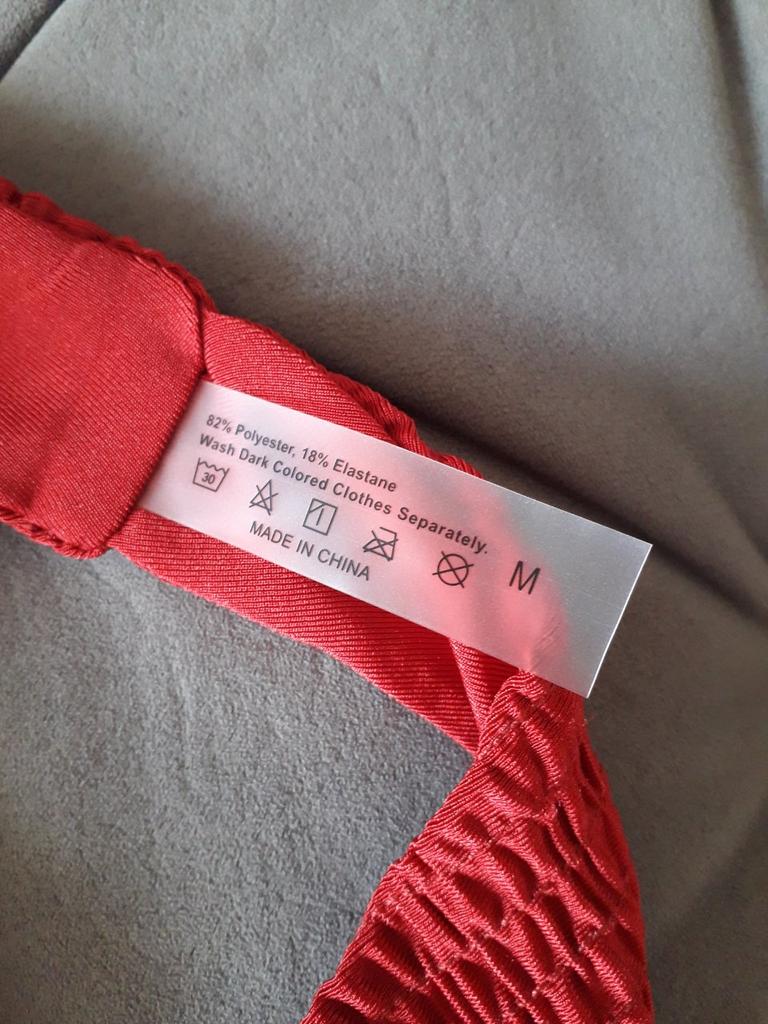 82% Polyester, 18% Elastane
Wash Dark Colored Clothes Separately.
30
MADE IN CHINA
M